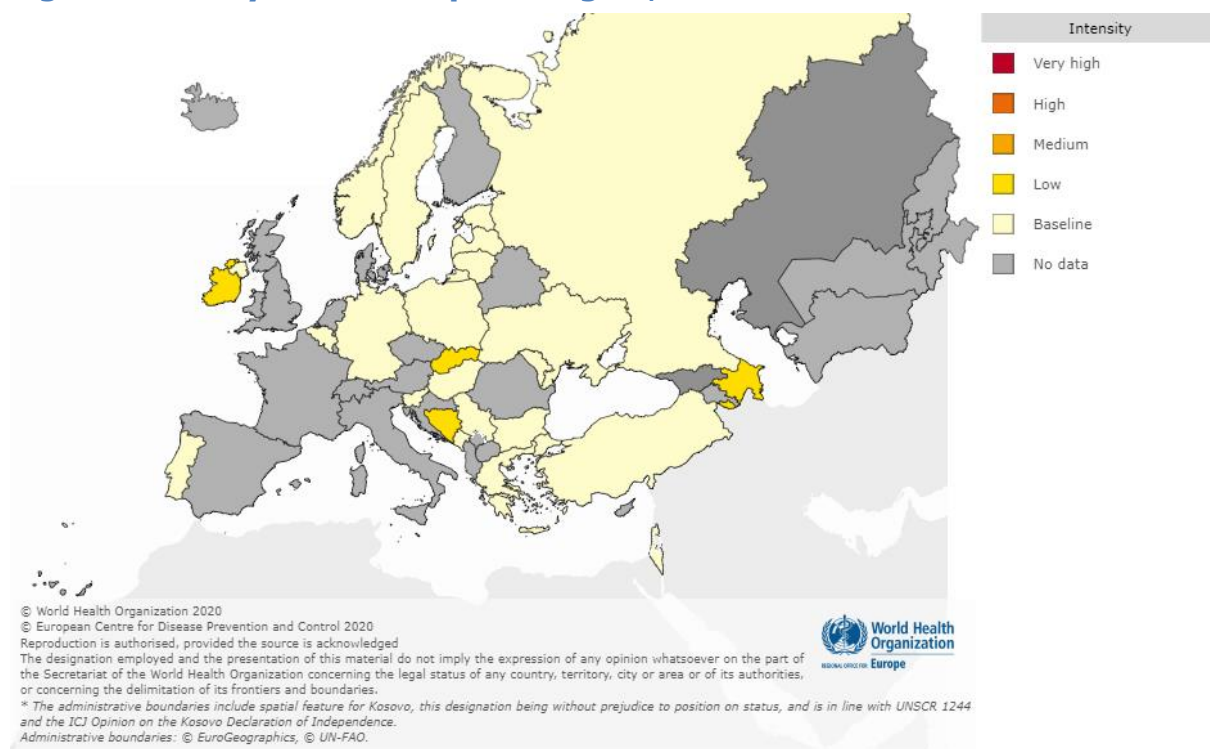 Intensity
Very high
High
Medium
Low
Baseline
No data
© World Health Organization 2020
© European Centre for Disease Prevention and Control 2020
Reproduction is authorised, provided the source is acknowledged
The designation employed and the presentation of this material do not imply the expression of any opinion whatsoever on the part of
the Secretariat of the World Health Organization concerning the legal status of any country, territory, city or area or of its authorities,
or concerning the delimitation of its frontiers and boundaries.
* The administrative boundaries include spatial feature for Kosovo, this designation being without prejudice to position on status, and is in line with UNSCR 1244
and the ICJ Opinion on the Kosovo Declaration of Independence.
Administrative boundaries: © EuroGeographics, © UN-FAO.
World Health
Organization
REGIONAL OFFICE FOR Europe